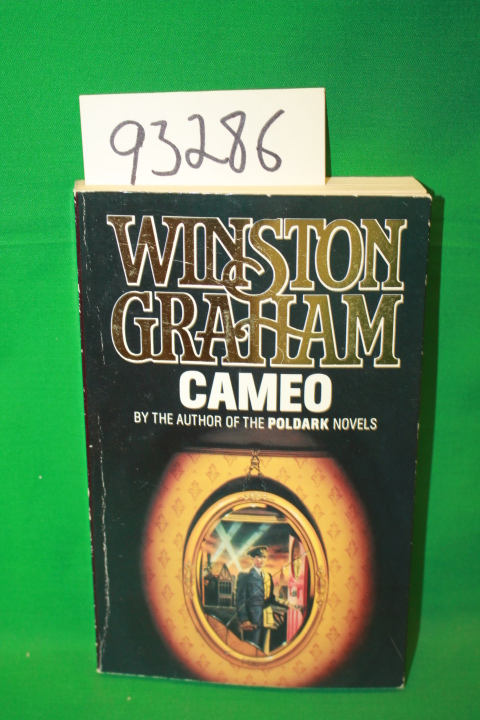 93286
WINSTON
GRAHAM
CAMEO
BY THE AUTHOR OF THE POLDARK NOVELS